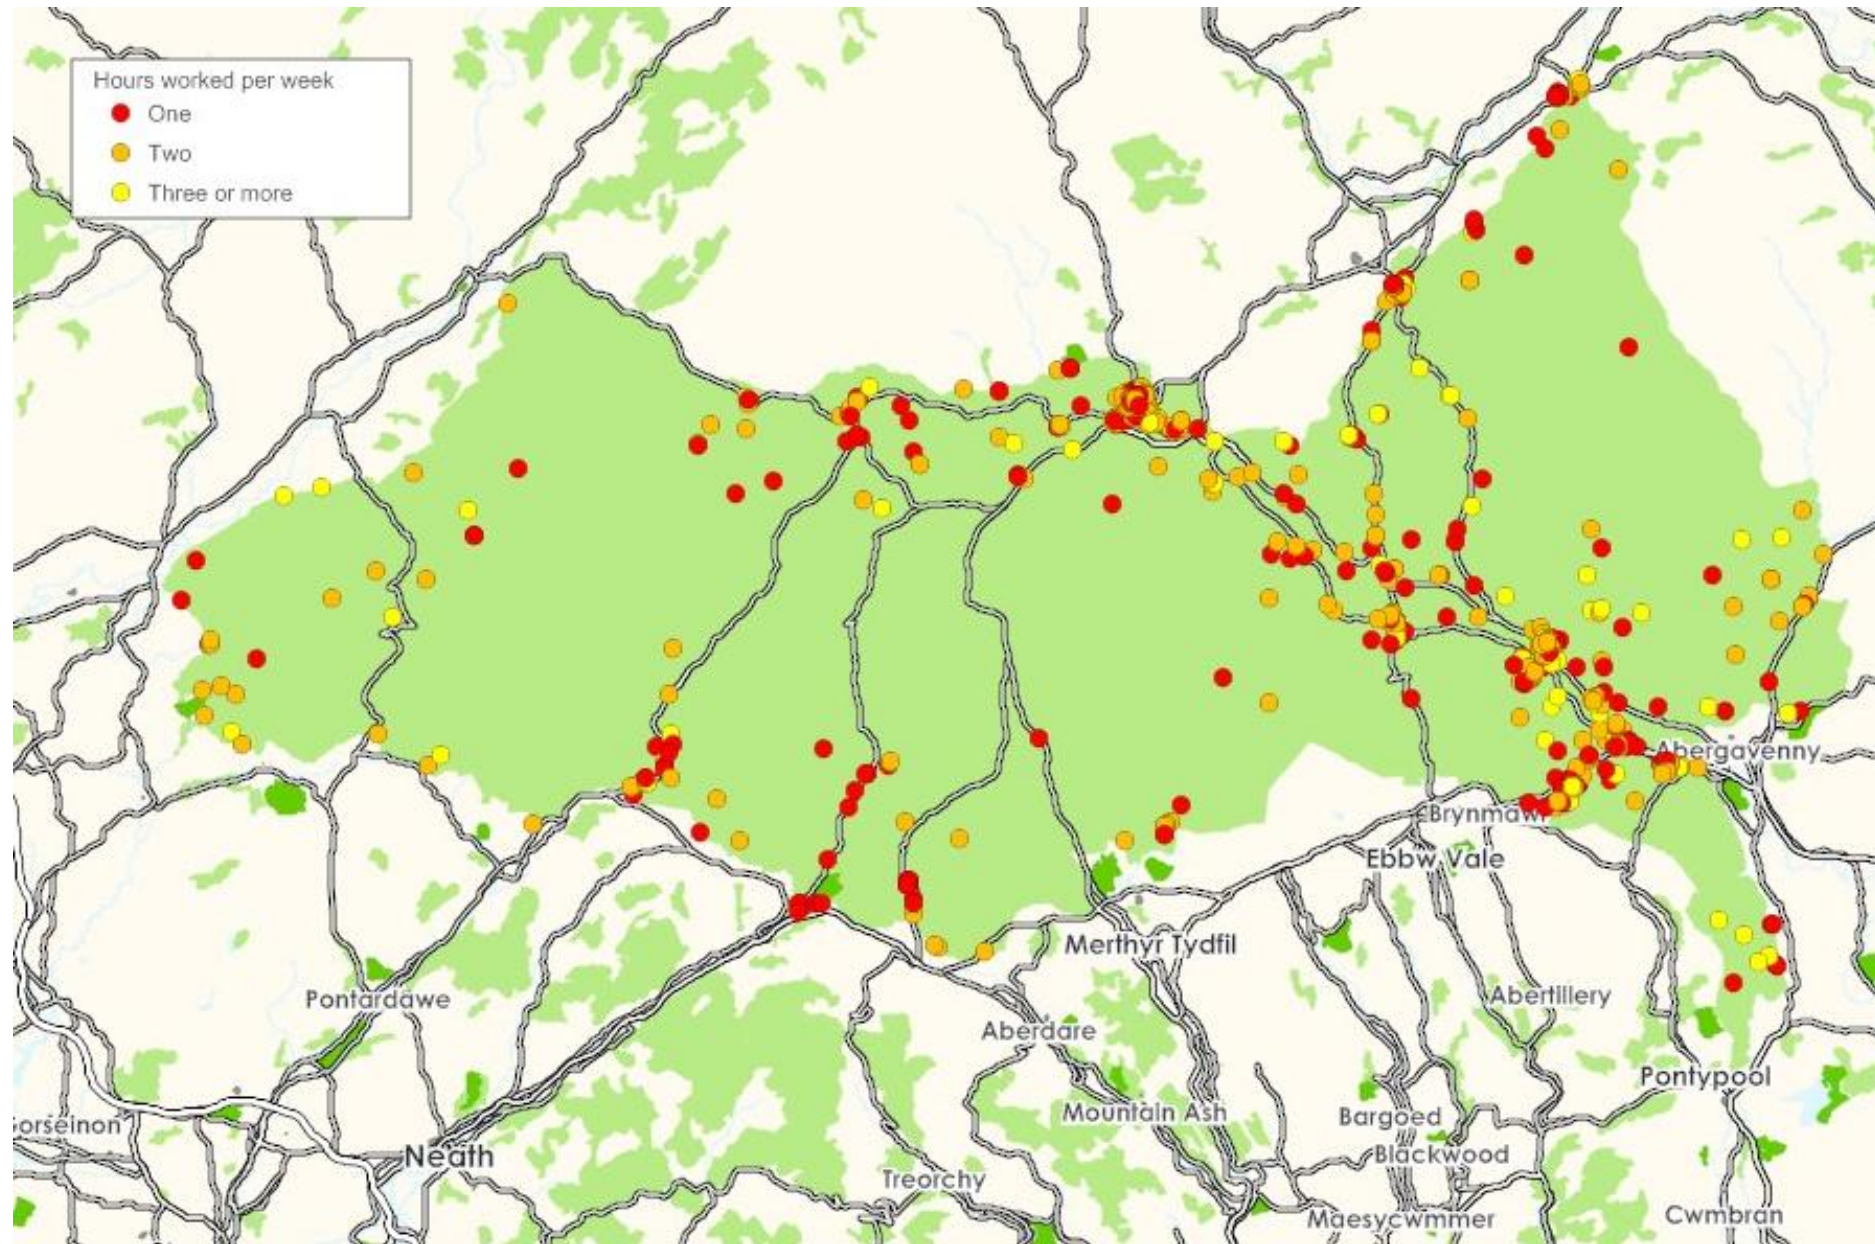 Hours worked per week
One
Two
Three or more
Abergavenny
Brynmawr
Ebbw Vale
Merthyr Tydfil
Pontardawe
Abertillery
Aberdare
Pontypool
Mountain Ash
Bargoed
Gorseinon
Blackwood
Neath
Treorchy
Maesycwmmer
Cwmbran